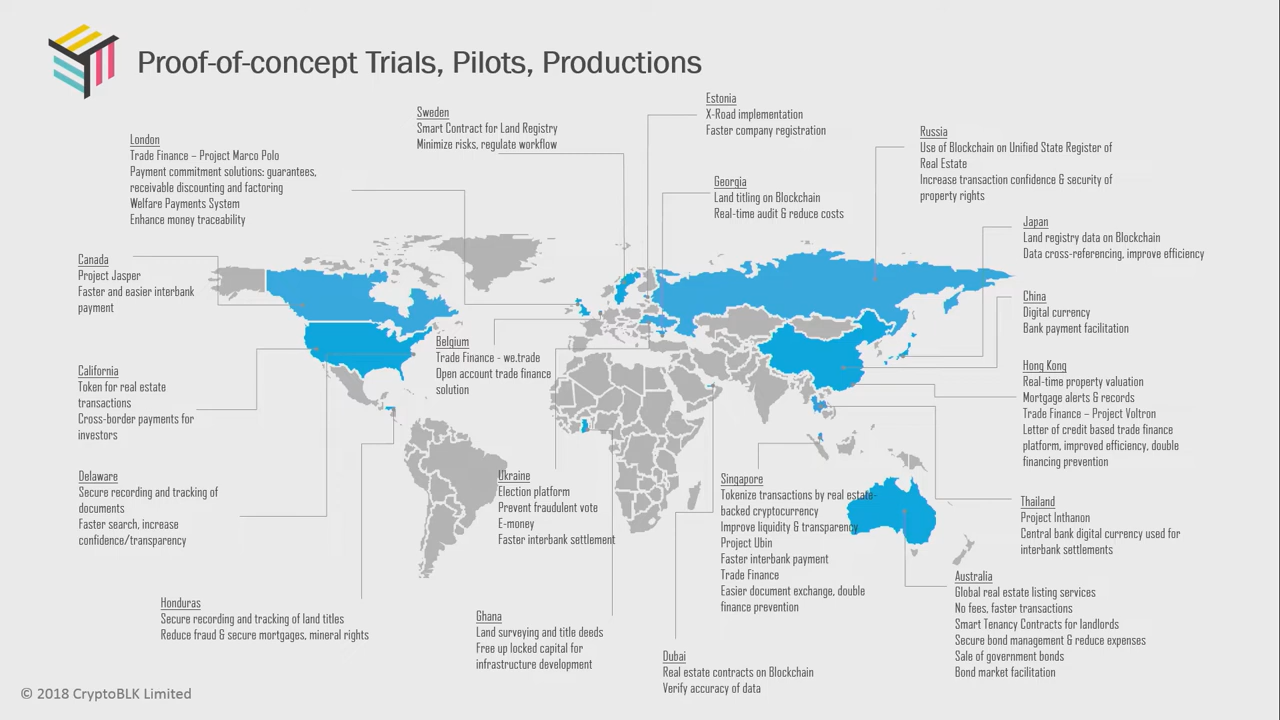 Proof-of-concept Trials, Pilots, Productions
London
Trade Finance – Project Marco Polo
Payment commitment solutions: guarantees,
receivable discounting and factoring
Welfare Payments System
Enhance money traceability
Sweden
Smart Contract for Land Registry
Minimize risks, regulate workflow
Estonia
X-Road implementation
Faster company registration
Georgia
Land titling on Blockchain
Real-time audit & reduce costs
Russia
Use of Blockchain on Unified State Register of
Real Estate
Increase transaction confidence & security of
property rights
Japan
Land registry data on Blockchain
Data cross-referencing, improve efficiency
Canada
Project Jasper
Faster and easier interbank
payment
China
Digital currency
Bank payment facilitation
Belgium
Trade Finance - we.trade
Open account trade finance
solution
Hong Kong
Real-time property valuation
Mortgage alerts & records
Trade Finance – Project Voltron
Letter of credit based trade finance
platform, improved efficiency, double
financing prevention
California
Token for real estate
transactions
Cross-border payments for
investors
Delaware
Secure recording and tracking of
documents
Faster search, increase
confidence/transparency
Ukraine
Election platform
Prevent fraudulent vote
E-money
Faster interbank settlement
Singapore
Tokenize transactions by real estate-
backed cryptocurrency
Improve liquidity & transparency
Project Ubin
Faster interbank payment
Trade Finance
Easier document exchange, double
finance prevention
Thailand
Project Inthanon
Central bank digital currency used for
interbank settlements
Australia
Global real estate listing services
No fees, faster transactions
Smart Tenancy Contracts for landlords
Secure bond management & reduce expenses
Sale of government bonds
Bond market facilitation
Honduras
Secure recording and tracking of land titles
Reduce fraud & secure mortgages, mineral rights
Ghana
Land surveying and title deeds
Free up locked capital for
infrastructure development
Dubai
Real estate contracts on Blockchain
Verify accuracy of data
© 2018 CryptoBLK Limited